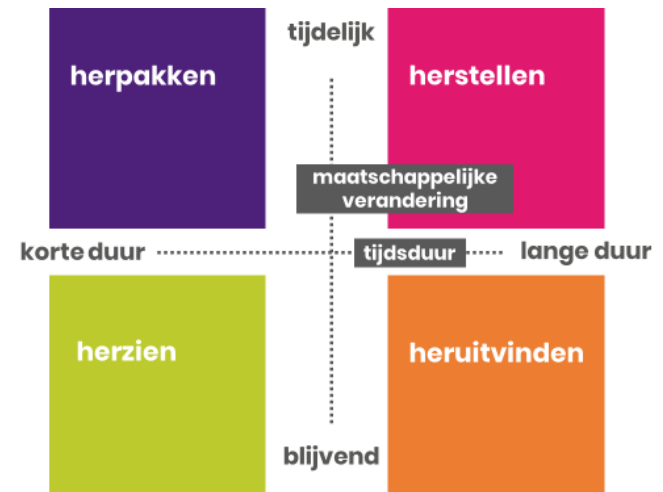 tijdelijk
herpakken
herstellen
maatschappelijke
verandering
korte duur
tijdsduur
lange duur
herzien
heruitvinden
blijvend